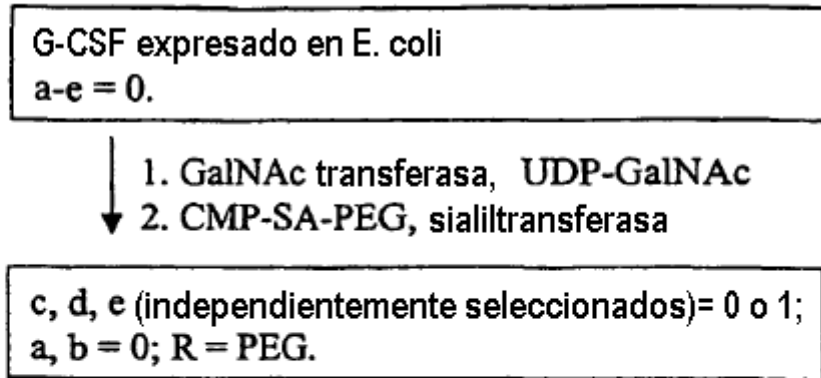 G-CSF expresado en E. coli
a-e = 0.
1. GalNAc transferasa, UDP-GalNAc
2. CMP-SA-PEG, sialiltransferasa
c, d, e (independientemente seleccionados)= 0 o 1;
a, b = 0; R = PEG.